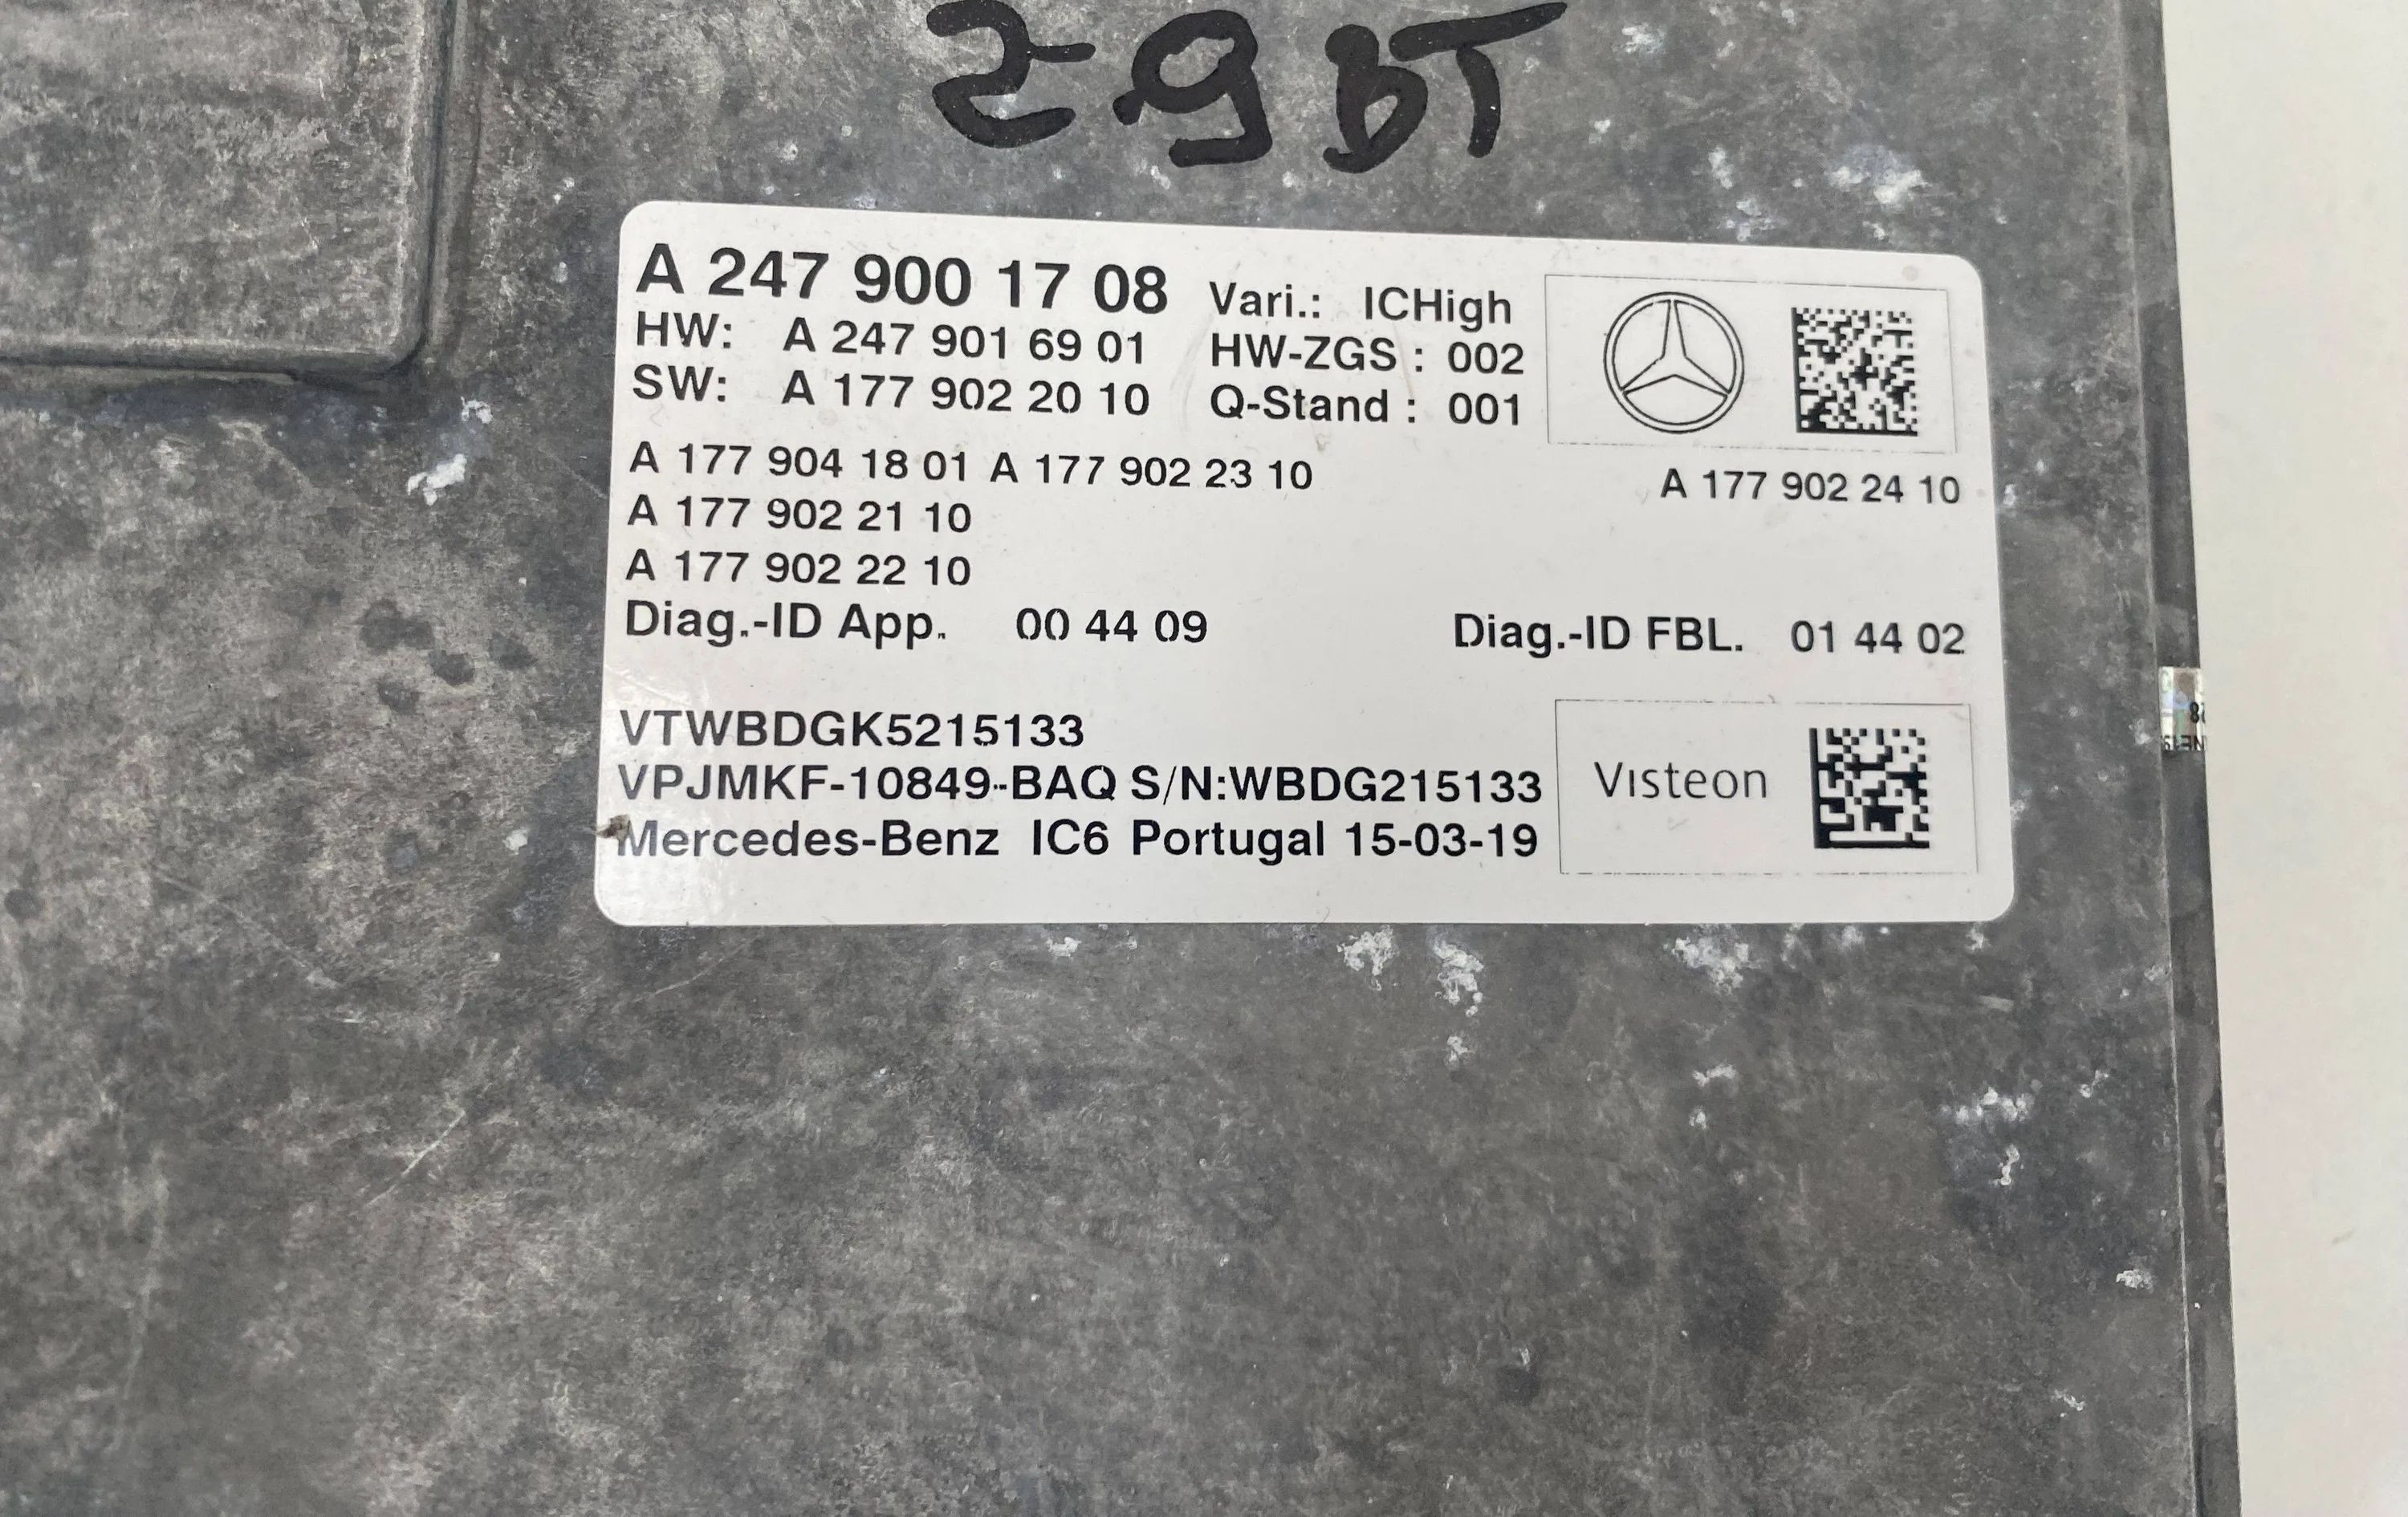 29 BT
A 247 900 17 08 Vari.: ICHigh
HW: A 247 901 69 01 HW-ZGS : 002
SW: A 177 902 20 10 Q-Stand : 001
A 177 904 18 01 A 177 902 23 10 A 177 902 24 10
A 177 902 21 10
A 177 902 22 10
Diag.-ID App. 00 44 09 Diag.-ID FBL. 01 44 02
VTWBDGK5215133
VPJMKF-10849-BAQ S/N:WBDG215133
Mercedes-Benz IC6 Portugal 15-03-19
Visteon